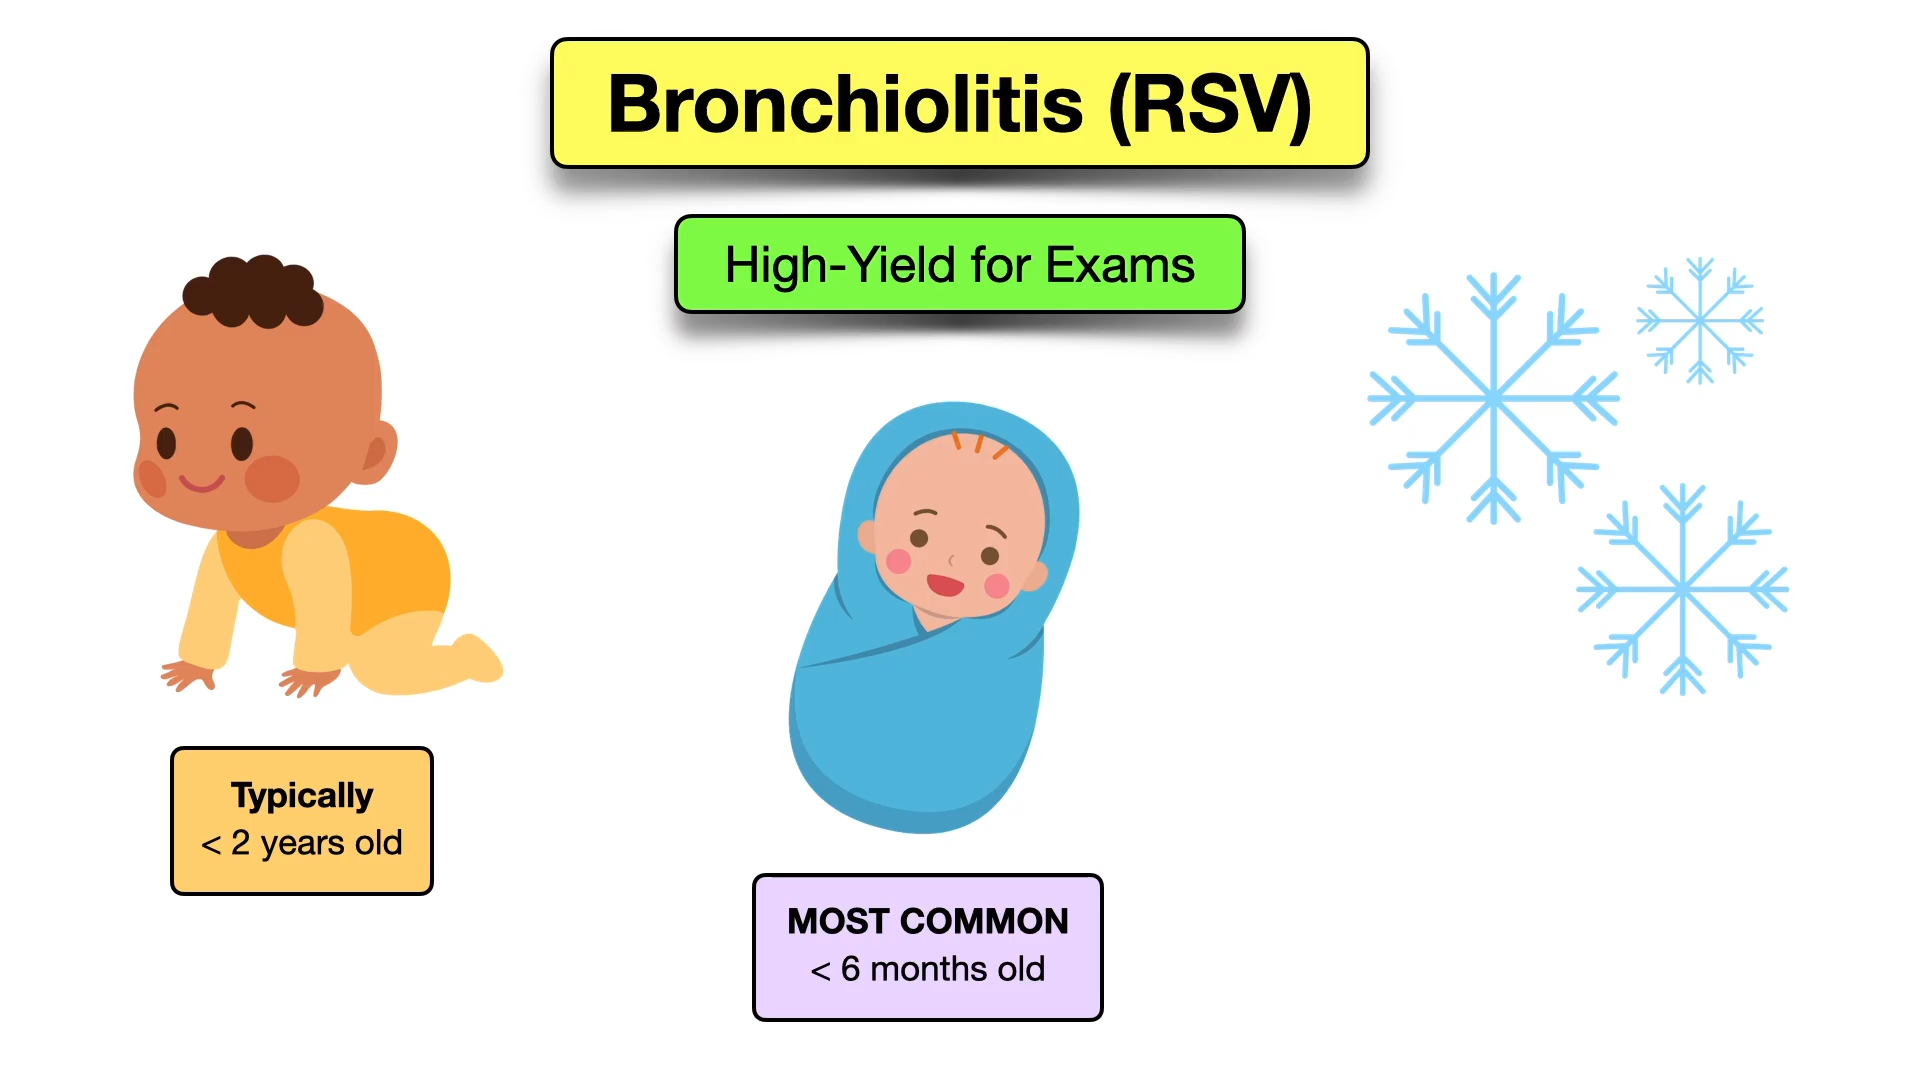 Bronchiolitis (RSV)
High-Yield for Exams
Typically
< 2 years old
MOST COMMON
< 6 months old